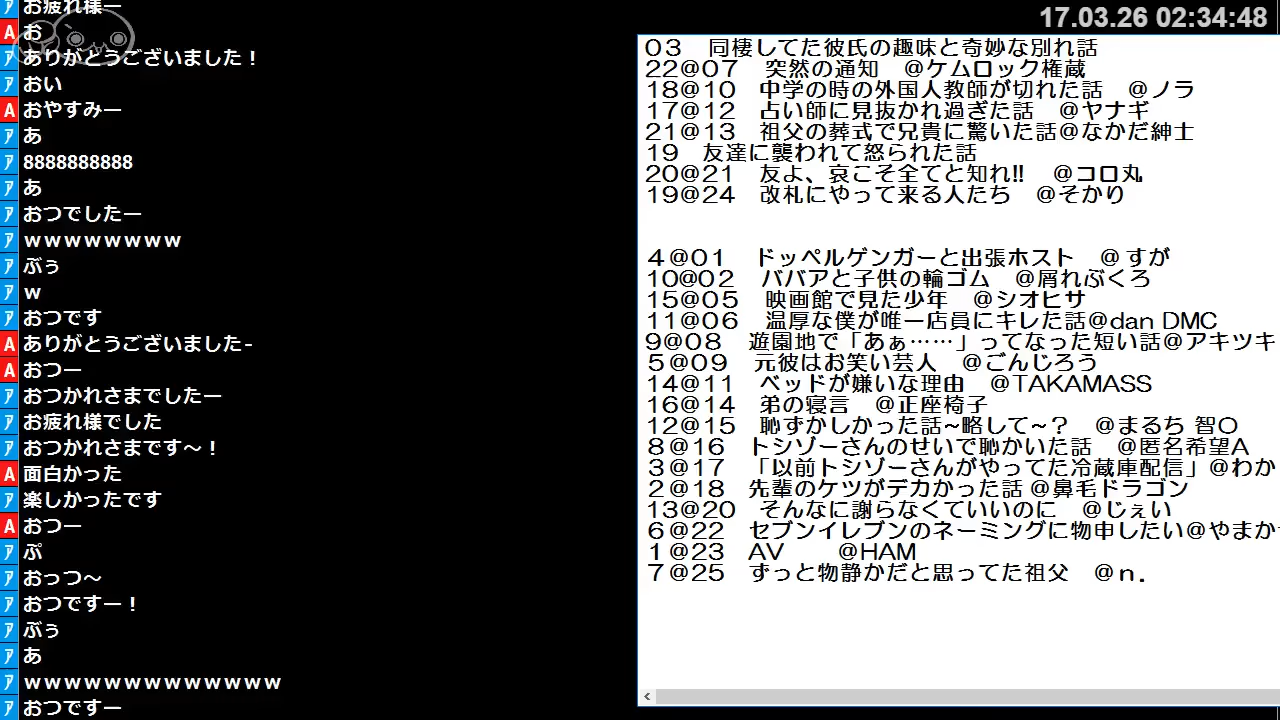 ア お疲れ様ー
A お
ア ありがとうございました！
ア おい
A おやすみー
ア あ
ア 8888888888
ア あ
ア おつでしたー
ア ｗｗｗｗｗｗｗｗ
ア ぶぅ
ア ｗ
ア おつです
A ありがとうございました-
A おつー
ア おつかれさまでしたー
ア お疲れ様でした
ア おつかれさまです～！
A 面白かった
ア 楽しかったです
A おつー
ア ぷ
ア おっつ～
ア おつですー！
ア ぶぅ
ア あ
ア ｗｗｗｗｗｗｗｗｗｗｗｗｗ
ア おつですー
17.03.26 02:34:48
03　同棲してた彼氏の趣味と奇妙な別れ話
22@07　突然の通知　@ケムロック権蔵
18@10　中学の時の外国人教師が切れた話　@ノラ
17@12　占い師に見抜かれ過ぎた話　@ヤナギ
21@13　祖父の葬式で兄貴に驚いた話@なかだ紳士
19　友達に襲われて怒られた話
20@21　友よ、哀こそ全てと知れ!!　@コロ丸
19@24　改札にやって来る人たち　@そかり
4@01　ドッペルゲンガーと出張ホスト　@すが
10@02　ババアと子供の輪ゴム　@屑れぶくろ
15@05　映画館で見た少年　@シオヒサ
11@06　温厚な僕が唯一店員にキレた話@dan DMC
9@08　遊園地で「あぁ……」ってなった短い話@アキツキ
5@09　元彼はお笑い芸人　@ごんじろう
14@11　ベッドが嫌いな理由　@TAKAMASS
16@14　弟の寝言　@正座椅子
12@15　恥ずかしかった話~略して~？　@まるち 智〇
8@16　トシゾーさんのせいで恥かいた話　@匿名希望A
3@17　「以前トシゾーさんがやってた冷蔵庫配信」@わか
2@18　先輩のケツがデカかった話 @鼻毛ドラゴン
13@20　そんなに謝らなくていいのに　@じぇい
6@22　セブンイレブンのネーミングに物申したい@やまか
1@23　AV　　@HAM
7@25　ずっと物静かだと思ってた祖父　@ｎ．